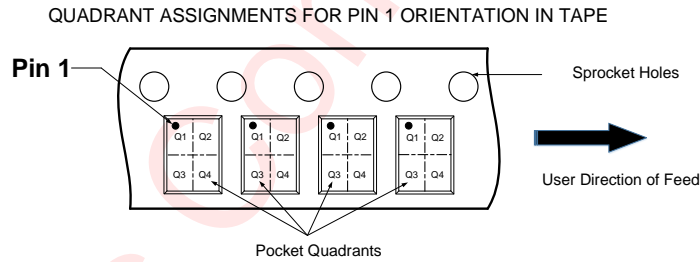 QUADRANT ASSIGNMENTS FOR PIN 1 ORIENTATION IN TAPE
Pin 1
Sprocket Holes
Q1 Q2 Q1 Q2 Q1 Q2 Q1 Q2
Q3 Q4 Q3 Q4 Q3 Q4 Q3 Q4
User Direction of Feed
Pocket Quadrants